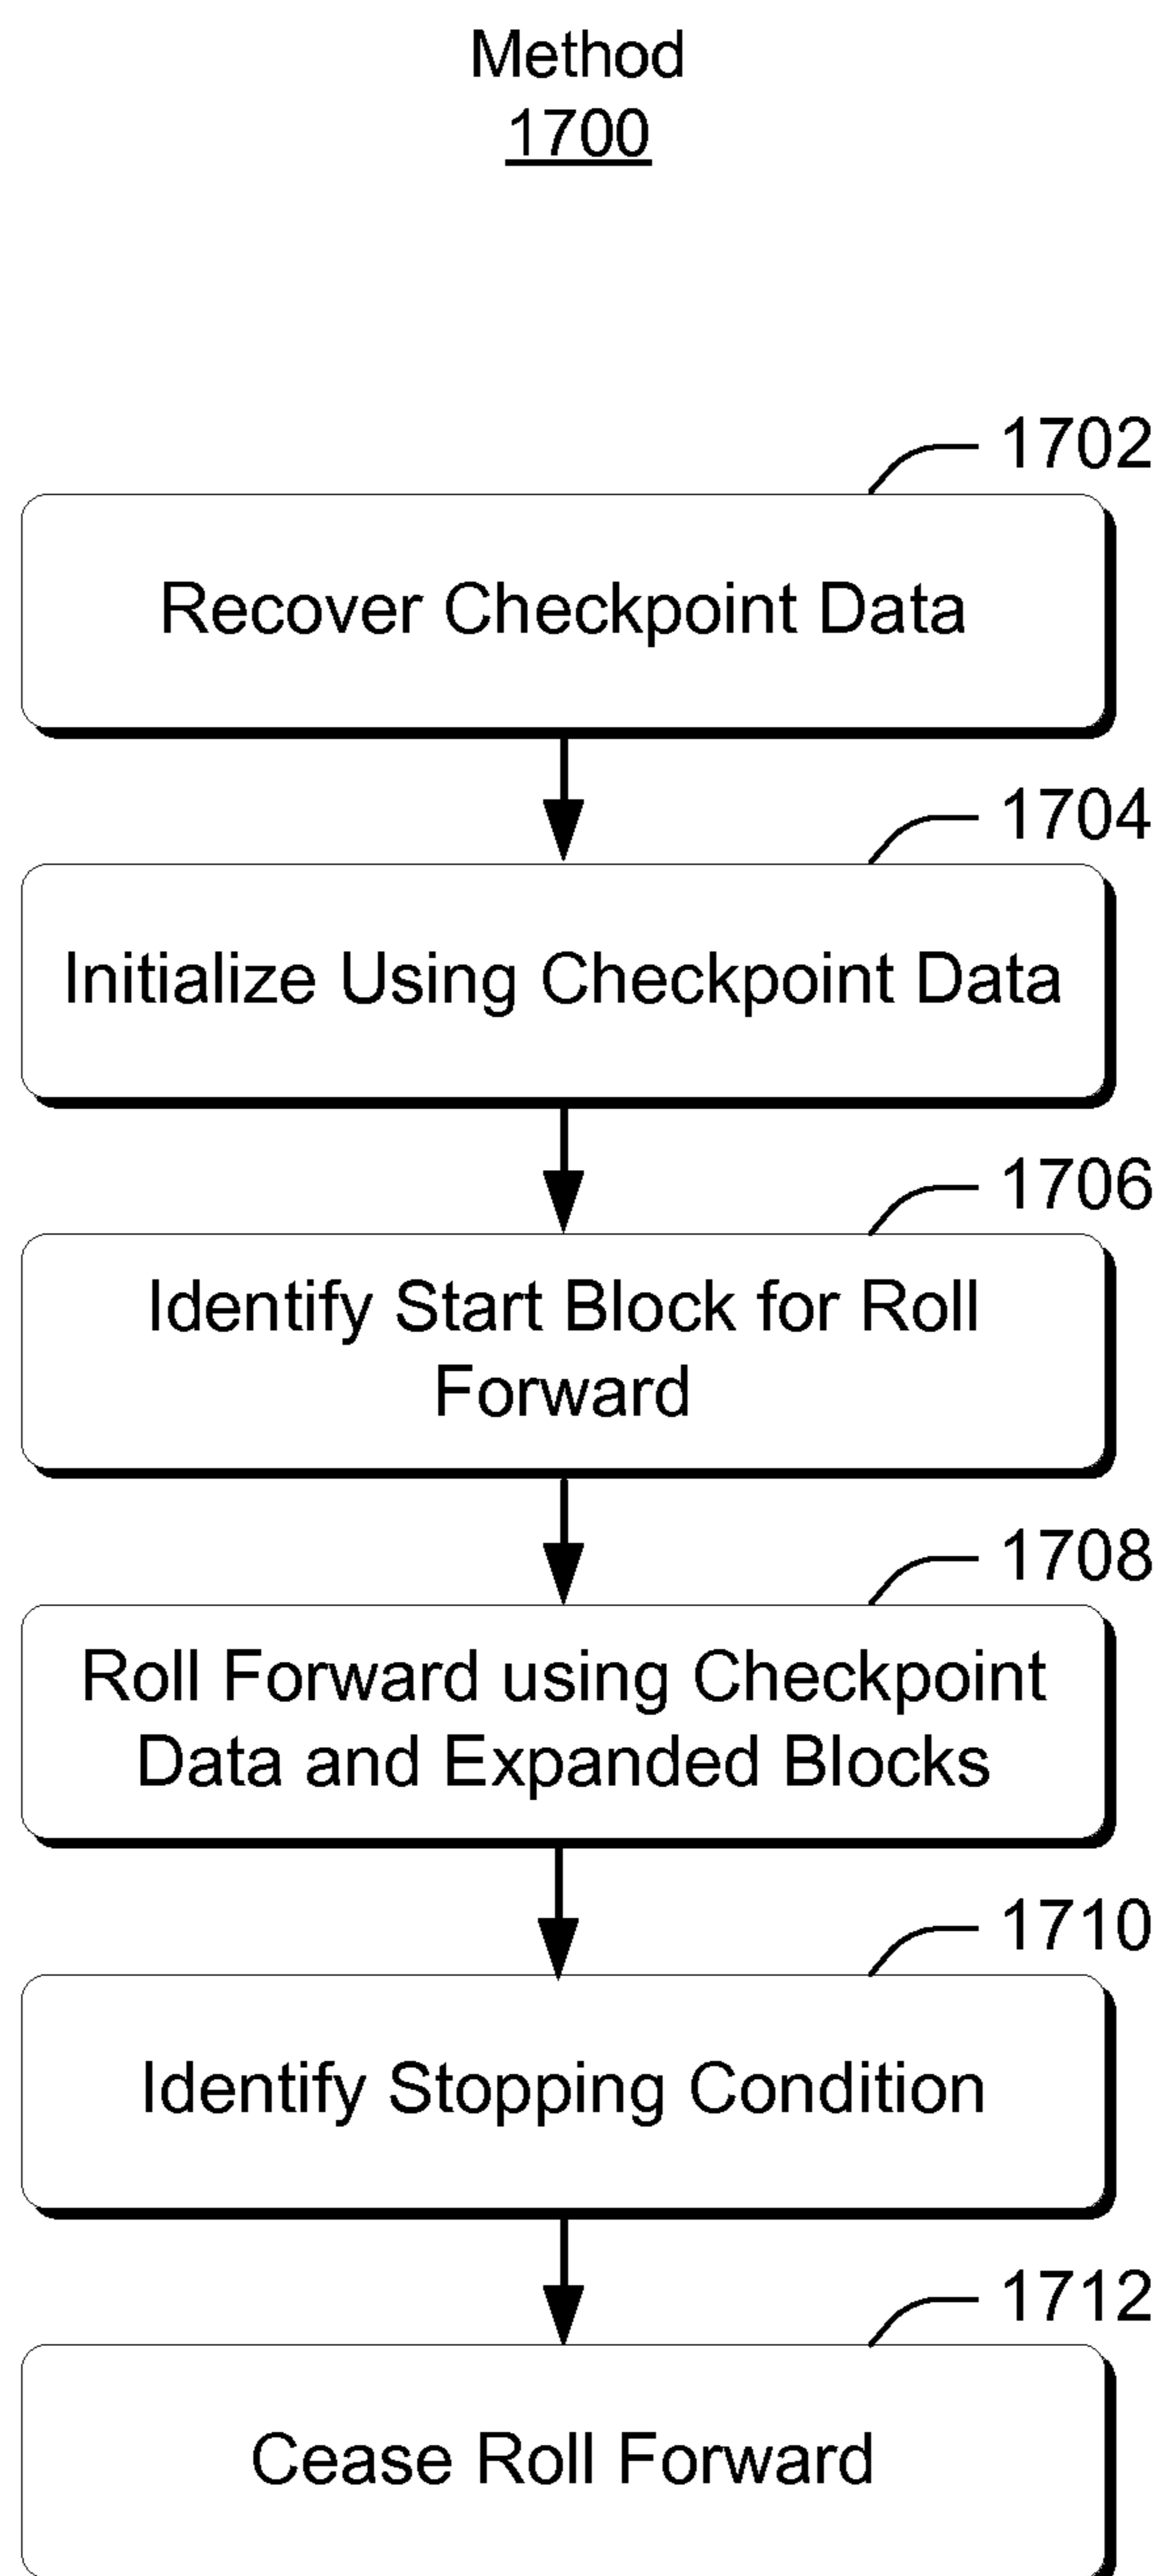 Method
1700
1702
Recover Checkpoint Data
1704
Initialize Using Checkpoint Data
1706
Identify Start Block for Roll
Forward
1708
Roll Forward using Checkpoint
Data and Expanded Blocks
1710
Identify Stopping Condition
1712
Cease Roll Forward